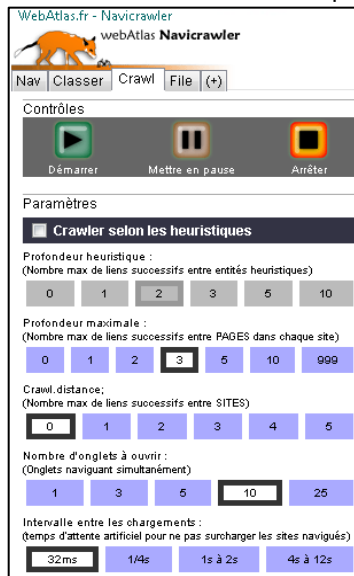 WebAtlas.fr - Navicrawler
webAtlas Navicrawler
Nav Classer Crawl File (+)
Contrôles
Démarrer Mettre en pause Arrêter
Paramètres
Crawler selon les heuristiques
Profondeur heuristique :
(Nombre max de liens successifs entre entités heuristiques)
0 1 2 3 5 10
Profondeur maximale :
(Nombre max de liens successifs entre PAGES dans chaque site)
0 1 2 3 5 10 999
Crawl.distance;
(Nombre max de liens successifs entre SITES)
0 1 2 3 4 5
Nombre d'onglets à ouvrir :
(Onglets naviguant simultanément)
1 3 5 10 25
Intervalle entre les chargements :
(temps d'attente artificiel pour ne pas surcharger les sites navigués)
32ms 1/4s 1s à 2s 4s à 12s